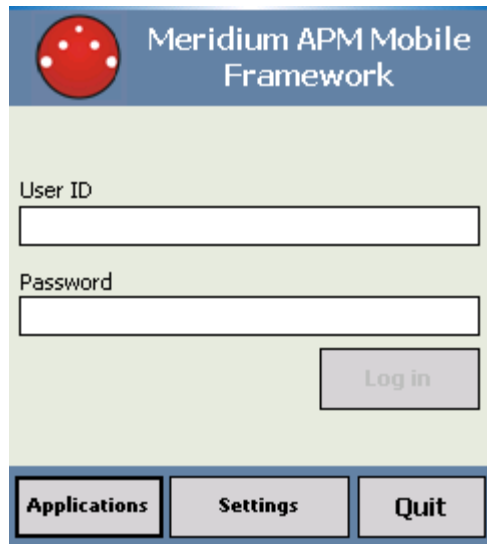 Meridium APM Mobile
Framework
User ID
Password
Log in
Applications Settings Quit